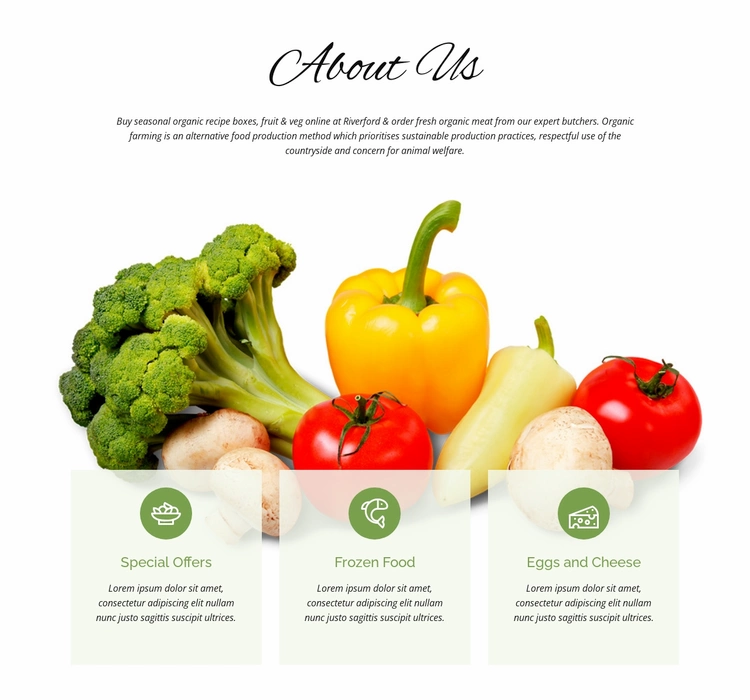 About Us
Buy seasonal organic recipe boxes, fruit & veg online at Riverford & order fresh organic meat from our expert butchers. Organic
farming is an alternative food production method which prioritises sustainable production practices, respectful use of the
countryside and concern for animal welfare.
Special Offers
Lorem ipsum dolor sit amet,
consectetur adipiscing elit nullam
nunc justo sagittis suscipit ultrices.
Frozen Food
Lorem ipsum dolor sit amet,
consectetur adipiscing elit nullam
nunc justo sagittis suscipit ultrices.
Eggs and Cheese
Lorem ipsum dolor sit amet,
consectetur adipiscing elit nullam
nunc justo sagittis suscipit ultrices.